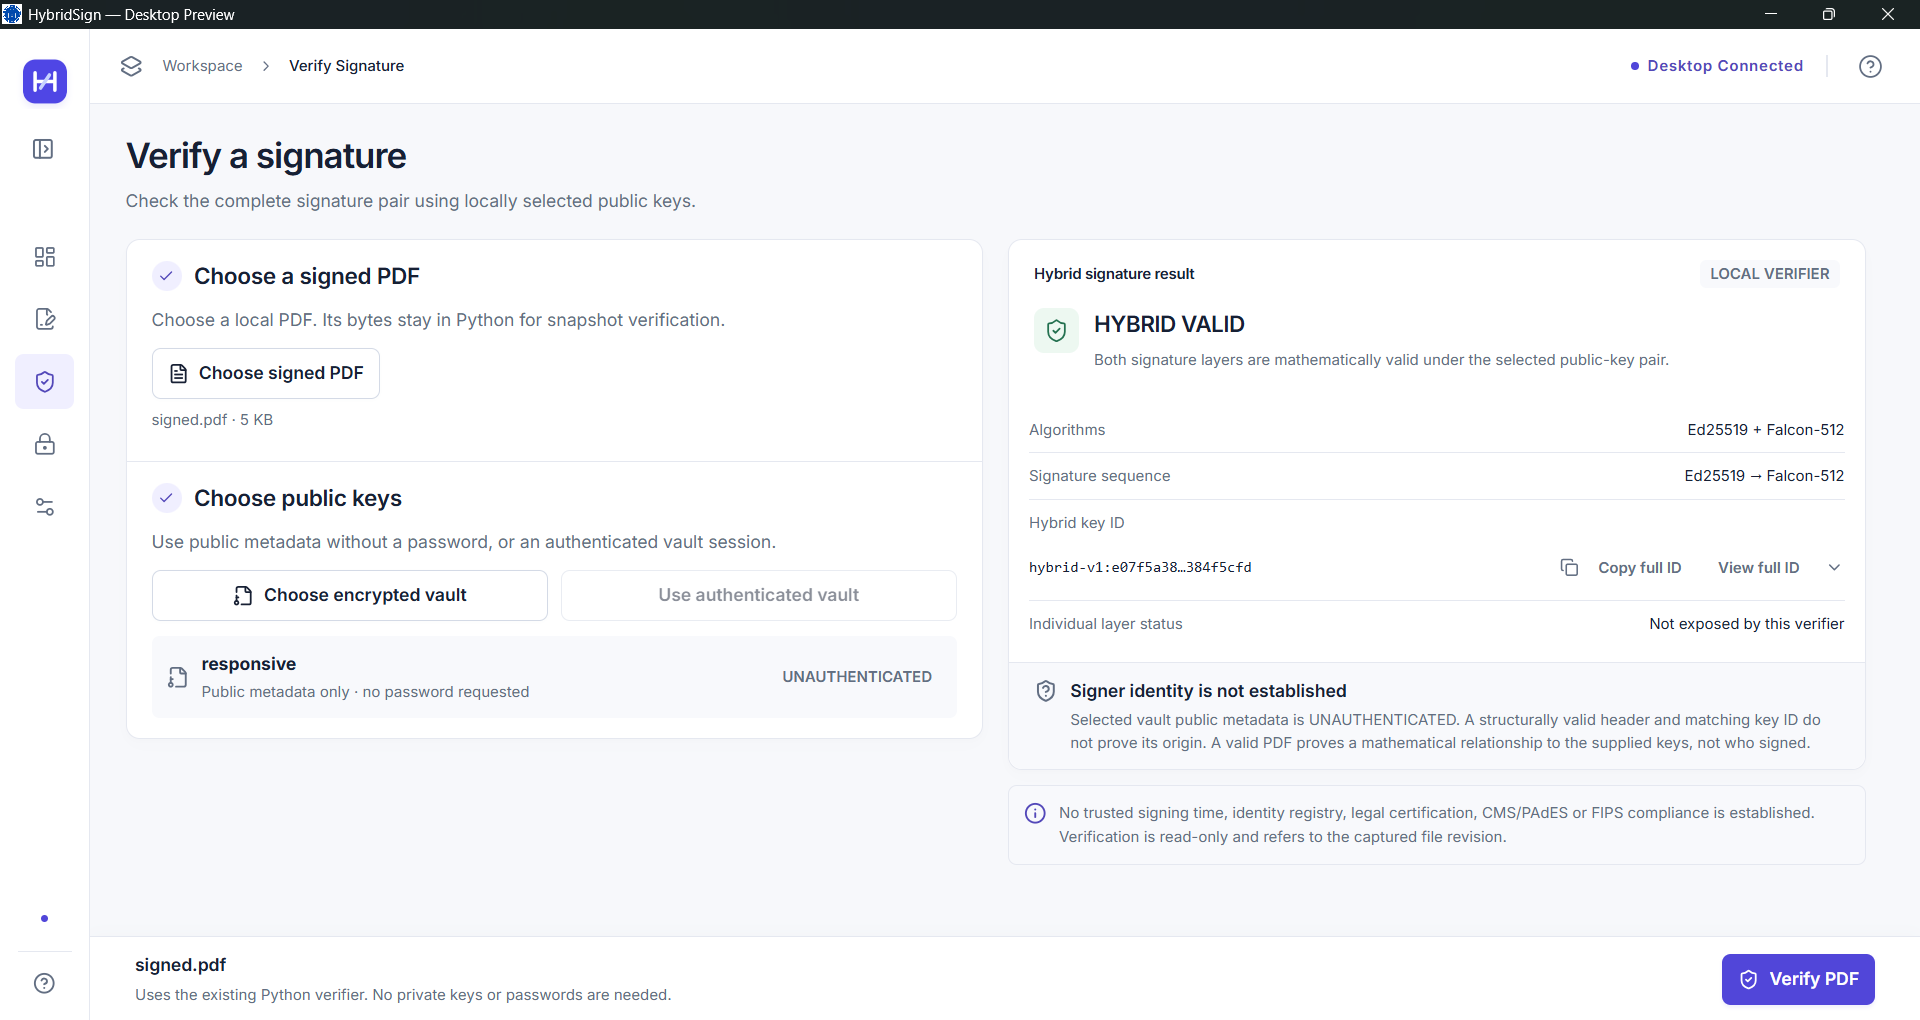 HybridSign — Desktop Preview
Workspace
Verify Signature
Desktop Connected
Verify a signature
Check the complete signature pair using locally selected public keys.
Choose a signed PDF
Choose a local PDF. Its bytes stay in Python for snapshot verification.
Choose signed PDF
signed.pdf · 5 KB
Choose public keys
Use public metadata without a password, or an authenticated vault session.
Choose encrypted vault
Use authenticated vault
responsive
Public metadata only · no password requested
UNAUTHENTICATED
Hybrid signature result
LOCAL VERIFIER
HYBRID VALID
Both signature layers are mathematically valid under the selected public-key pair.
Algorithms
Ed25519 + Falcon-512
Signature sequence
Ed25519 → Falcon-512
Hybrid key ID
hybrid-v1:e07f5a38…384f5cfd
Copy full ID
View full ID
Individual layer status
Not exposed by this verifier
Signer identity is not established
Selected vault public metadata is UNAUTHENTICATED. A structurally valid header and matching key ID do
not prove its origin. A valid PDF proves a mathematical relationship to the supplied keys, not who signed.
No trusted signing time, identity registry, legal certification, CMS/PAdES or FIPS compliance is established.
Verification is read-only and refers to the captured file revision.
signed.pdf
Uses the existing Python verifier. No private keys or passwords are needed.
Verify PDF